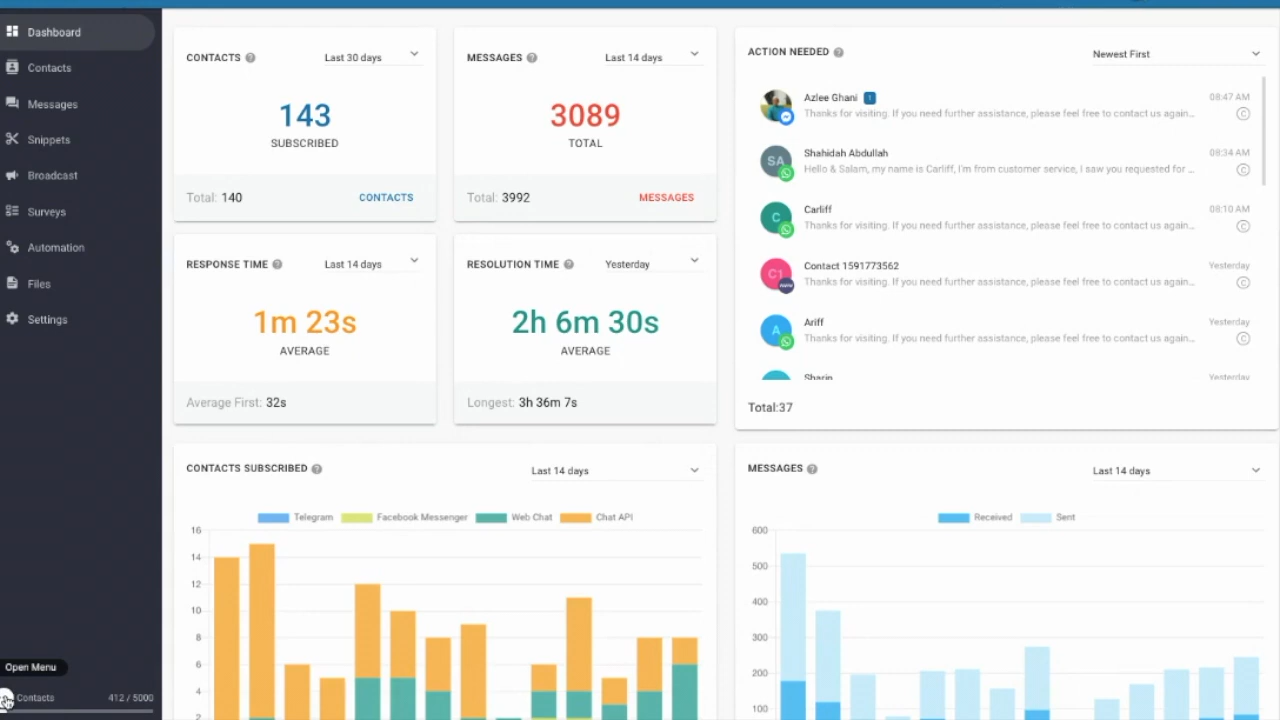 Dashboard
Contacts
Messages
Snippets
Broadcast
Surveys
Automation
Files
Settings
Open Menu
Contacts 412 / 5000
CONTACTS Last 30 days
143
SUBSCRIBED
Total: 140 CONTACTS
MESSAGES Last 14 days
3089
TOTAL
Total: 3992 MESSAGES
RESPONSE TIME Last 14 days
1m 23s
AVERAGE
Average First: 32s
RESOLUTION TIME Yesterday
2h 6m 30s
AVERAGE
Longest: 3h 36m 7s
ACTION NEEDED Newest First
Azlee Ghani 08:47 AM
Thanks for visiting. If you need further assistance, please feel free to contact us again...
SA
Shahidah Abdullah 08:34 AM
Hello & Salam, my name is Carliff, I'm from customer service, I saw you requested for ...
C
Carliff 08:10 AM
Thanks for visiting. If you need further assistance, please feel free to contact us again...
C1
Contact 1591773562 Yesterday
Thanks for visiting. If you need further assistance, please feel free to contact us again...
A
Ariff Yesterday
Thanks for visiting. If you need further assistance, please feel free to contact us again...
Sharin Yesterday
Total:37
CONTACTS SUBSCRIBED Last 14 days
Telegram Facebook Messenger Web Chat Chat API
16
14
12
10
8
6
4
2
MESSAGES Last 14 days
Received Sent
600
500
400
300
200
100